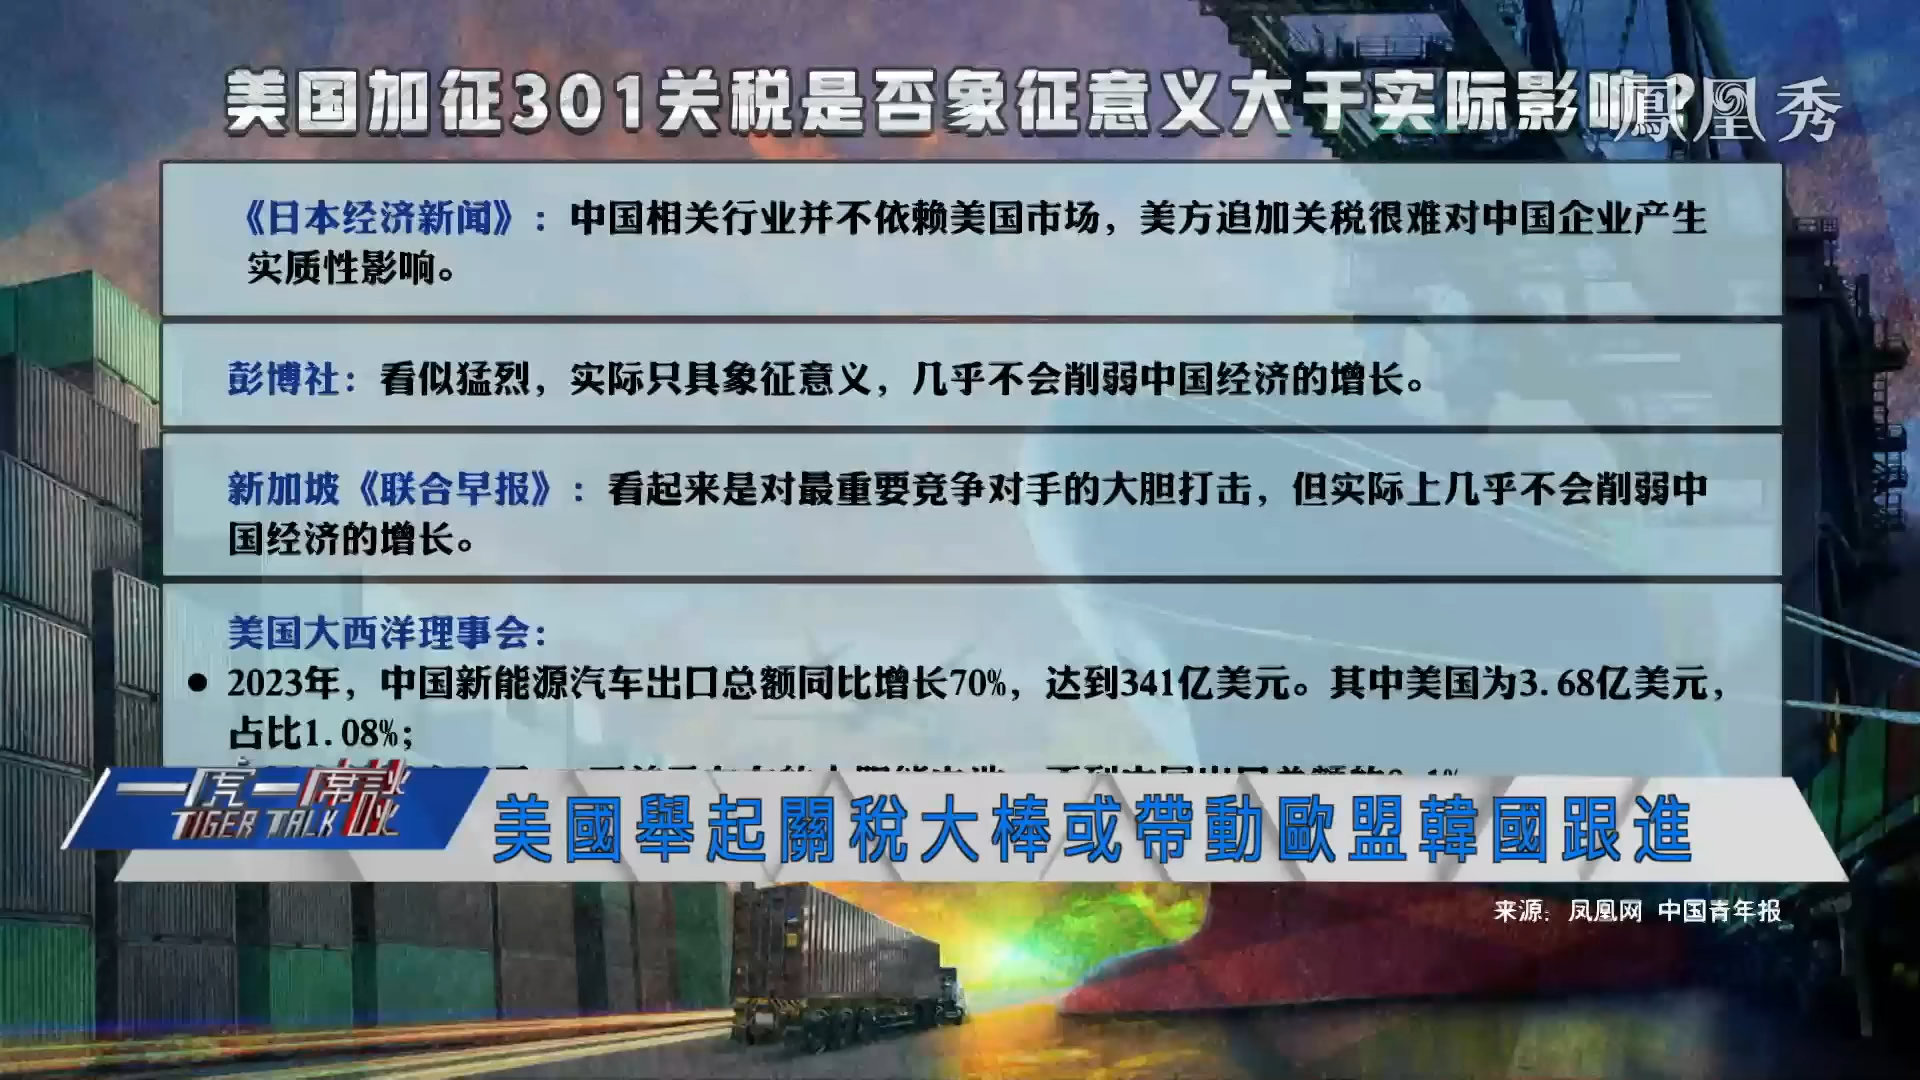 美国加征301关税是否象征意义大于实际影响?
鳳凰秀
《日本经济新闻》：中国相关行业并不依赖美国市场，美方追加关税很难对中国企业产生
实质性影响。
彭博社：看似猛烈，实际只具象征意义，几乎不会削弱中国经济的增长。
新加坡《联合早报》：看起来是对最重要竞争对手的大胆打击，但实际上几乎不会削弱中
国经济的增长。
美国大西洋理事会：
● 2023年，中国新能源汽车出口总额同比增长70%，达到341亿美元。其中美国为3.68亿美元，
占比1.08%；
一虎一席談
TIGER TALK
美國舉起關稅大棒或帶動歐盟韓國跟進
来源：凤凰网 中国青年报